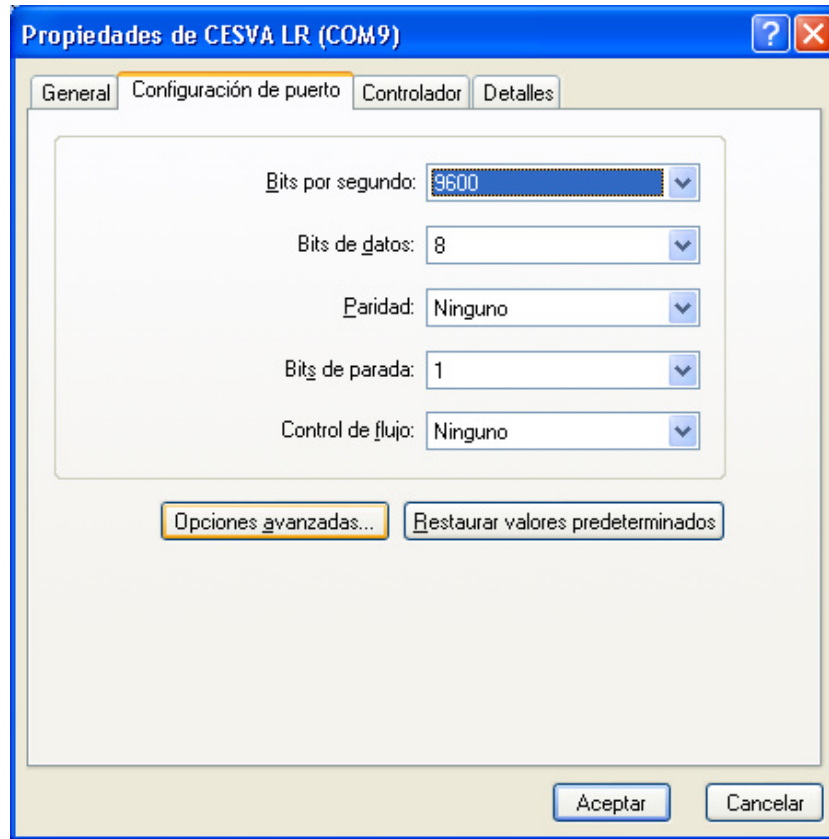 Propiedades de CESVA LR (COM9)
General Configuración de puerto Controlador Detalles
Bits por segundo: 9600
Bits de datos: 8
Paridad: Ninguno
Bits de parada: 1
Control de flujo: Ninguno
Opciones avanzadas... Restaurar valores predeterminados
Aceptar Cancelar